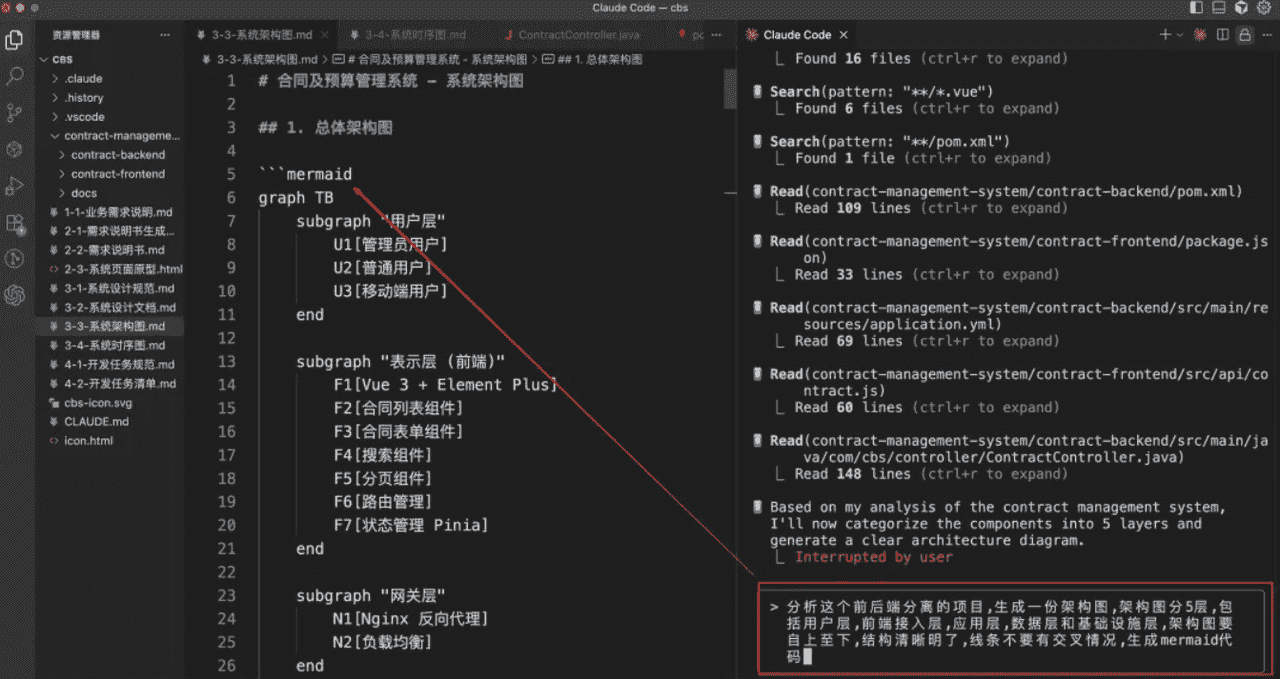 Claude Code — cbs
资源管理器
3-3-系统架构图.md
3-4-系统时序图.md
ContractController.java
Claude Code
CBS
.claude
.history
.vscode
contract-manageme...
contract-backend
contract-frontend
docs
1-1-业务需求说明.md
2-1-需求说明书生成...
2-2-需求说明书.md
2-3-系统页面原型.html
3-1-系统设计规范.md
3-2-系统设计文档.md
3-3-系统架构图.md
3-4-系统时序图.md
4-1-开发任务规范.md
4-2-开发任务清单.md
cbs-icon.svg
CLAUDE.md
icon.html
3-3-系统架构图.md > # 合同及预算管理系统 - 系统架构图 > ## 1. 总体架构图
1 # 合同及预算管理系统 - 系统架构图
2
3 ## 1. 总体架构图
4
5 ```mermaid
6 graph TB
7 subgraph "用户层"
8 U1[管理员用户]
9 U2[普通用户]
10 U3[移动端用户]
11 end
12
13 subgraph "表示层 (前端)"
14 F1[Vue 3 + Element Plus]
15 F2[合同列表组件]
16 F3[合同表单组件]
17 F4[搜索组件]
18 F5[分页组件]
19 F6[路由管理]
20 F7[状态管理 Pinia]
21 end
22
23 subgraph "网关层"
24 N1[Nginx 反向代理]
25 N2[负载均衡]
26 end
Found 16 files (ctrl+r to expand)
Search(pattern: "**/*.vue")
Found 6 files (ctrl+r to expand)
Search(pattern: "**/pom.xml")
Found 1 file (ctrl+r to expand)
Read(contract-management-system/contract-backend/pom.xml)
Read 109 lines (ctrl+r to expand)
Read(contract-management-system/contract-frontend/package.js
on)
Read 33 lines (ctrl+r to expand)
Read(contract-management-system/contract-backend/src/main/re
sources/application.yml)
Read 69 lines (ctrl+r to expand)
Read(contract-management-system/contract-frontend/src/api/co
ntract.js)
Read 60 lines (ctrl+r to expand)
Read(contract-management-system/contract-backend/src/main/ja
va/com/cbs/controller/ContractController.java)
Read 148 lines (ctrl+r to expand)
Based on my analysis of the contract management system,
I'll now categorize the components into 5 layers and
generate a clear architecture diagram.
Interrupted by user
> 分析这个前后端分离的项目,生成一份架构图,架构图分5层,包
括用户层,前端接入层,应用层,数据层和基础设施层,架构图要
自上至下,结构清晰明了,线条不要有交叉情况,生成mermaid代
码